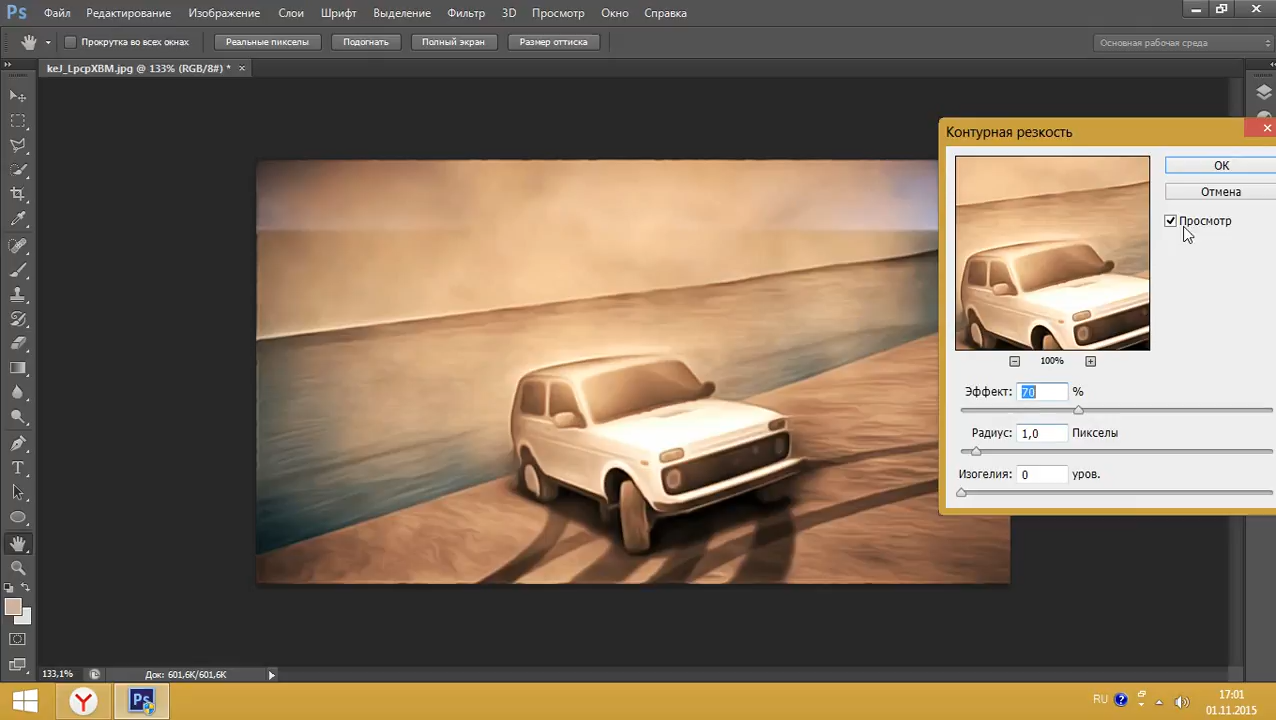 Ps Файл Редактирование Изображение Слои Шрифт Выделение Фильтр 3D Просмотр Окно Справка
Прокрутка во всех окнах Реальные пикселы Подогнать Полный экран Размер оттиска Основная рабочая среда
keJ_LpcpXBM.jpg @ 133% (RGB/8#) *
Контурная резкость
OK
Отмена
Просмотр
100%
Эффект: 70 %
Радиус: 1,0 Пикселы
Изогелия: 0 уров.
T
133,1% Док: 601,6K/601,6K
Y Ps RU ? 17:01
01.11.2015